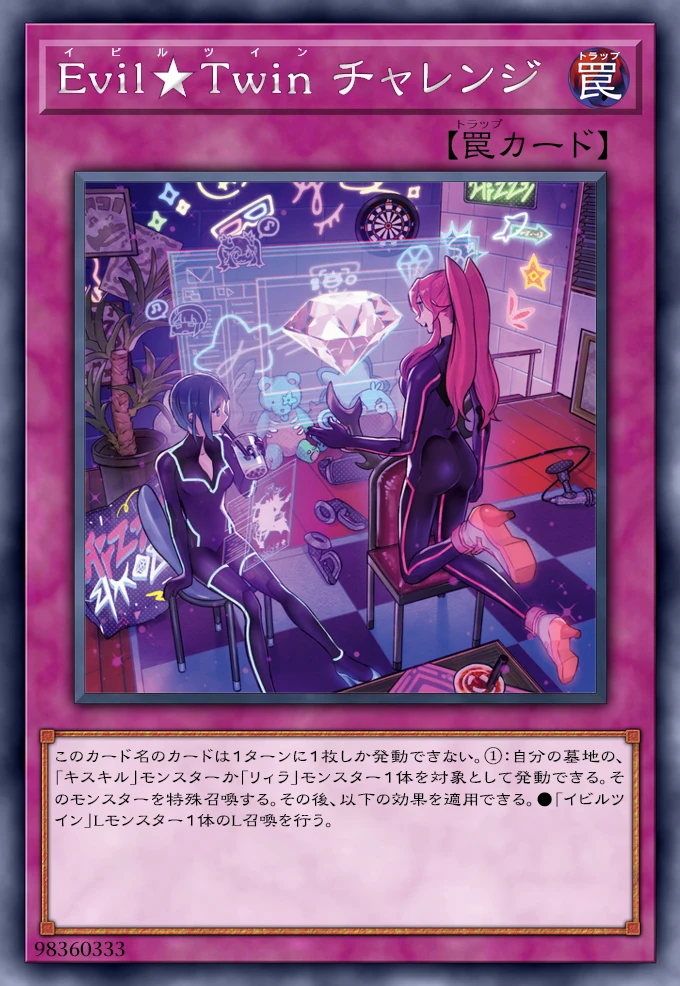 イビルツイン
Evil★Twin チャレンジ
トラップ
罠
トラップ
【罠カード】
このカード名のカードは1ターンに1枚しか発動できない。①:自分の墓地の、
「キスキル」モンスターか「リィラ」モンスター1体を対象として発動できる。そ
のモンスターを特殊召喚する。その後、以下の効果を適用できる。●「イビルツ
イン」Lモンスター1体のL召喚を行う。
98360333